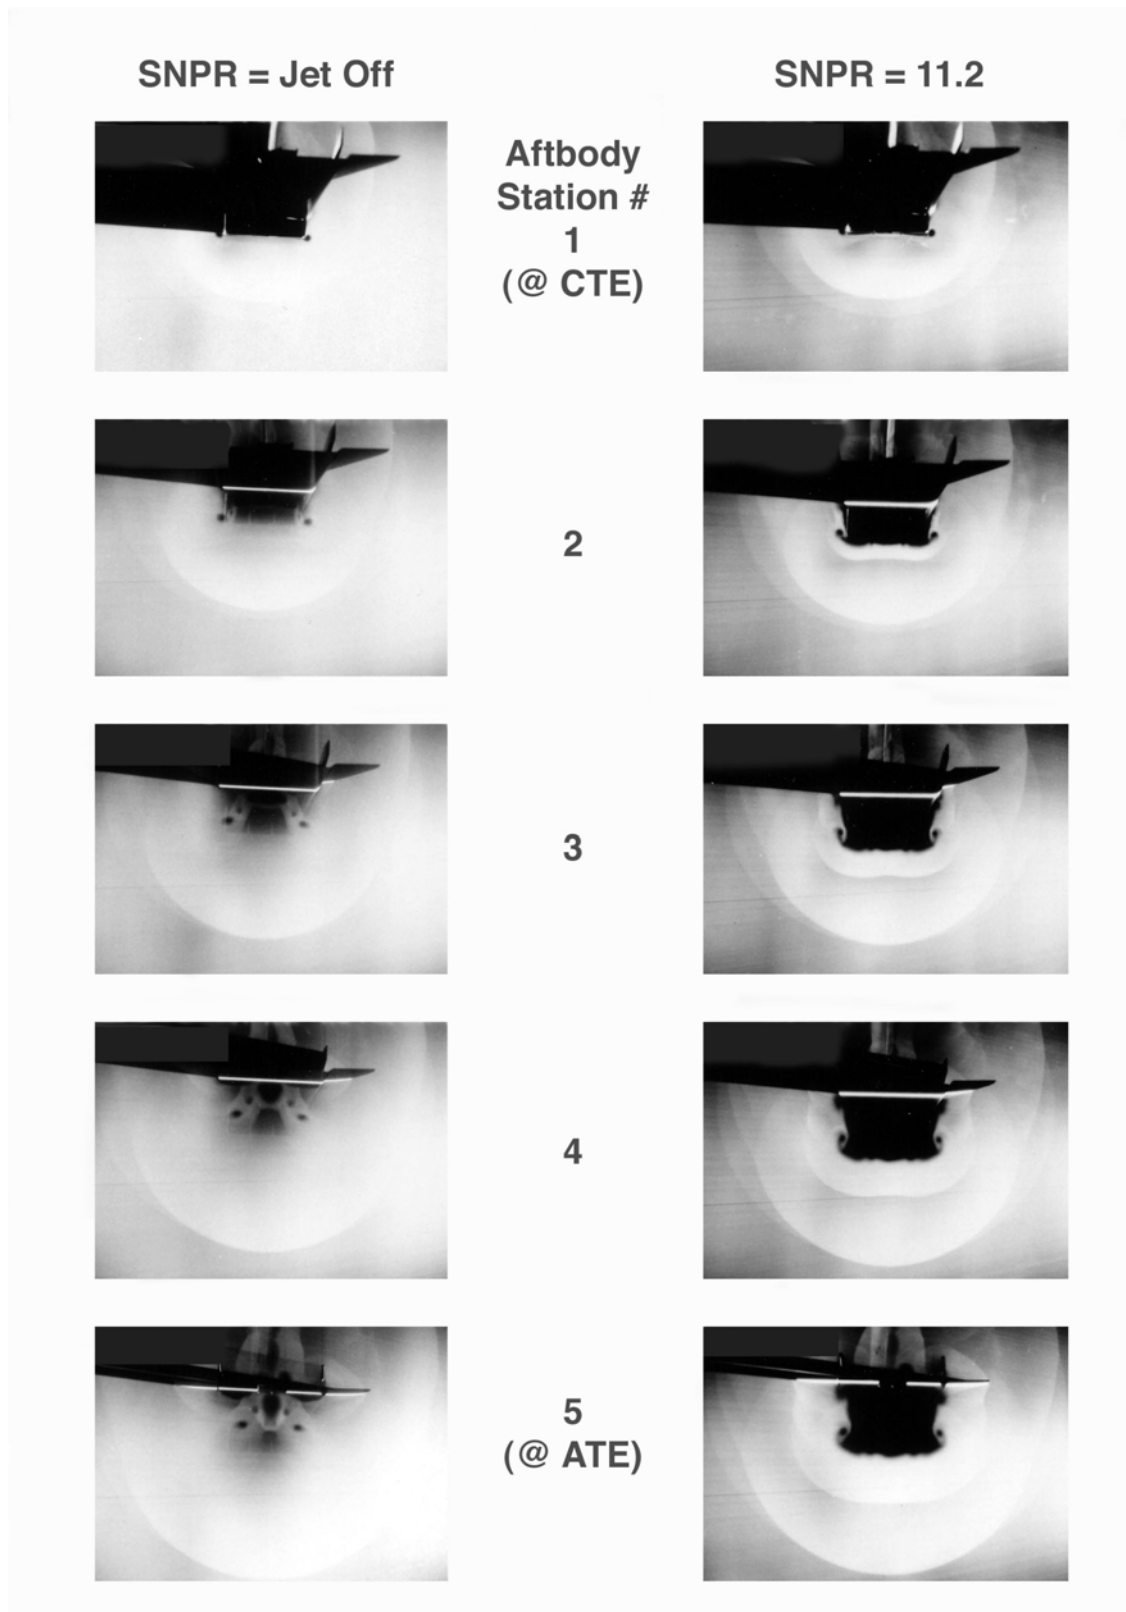 SNPR = Jet Off
SNPR = 11.2
Aftbody
Station #
1
(@ CTE)
2
3
4
5
(@ ATE)